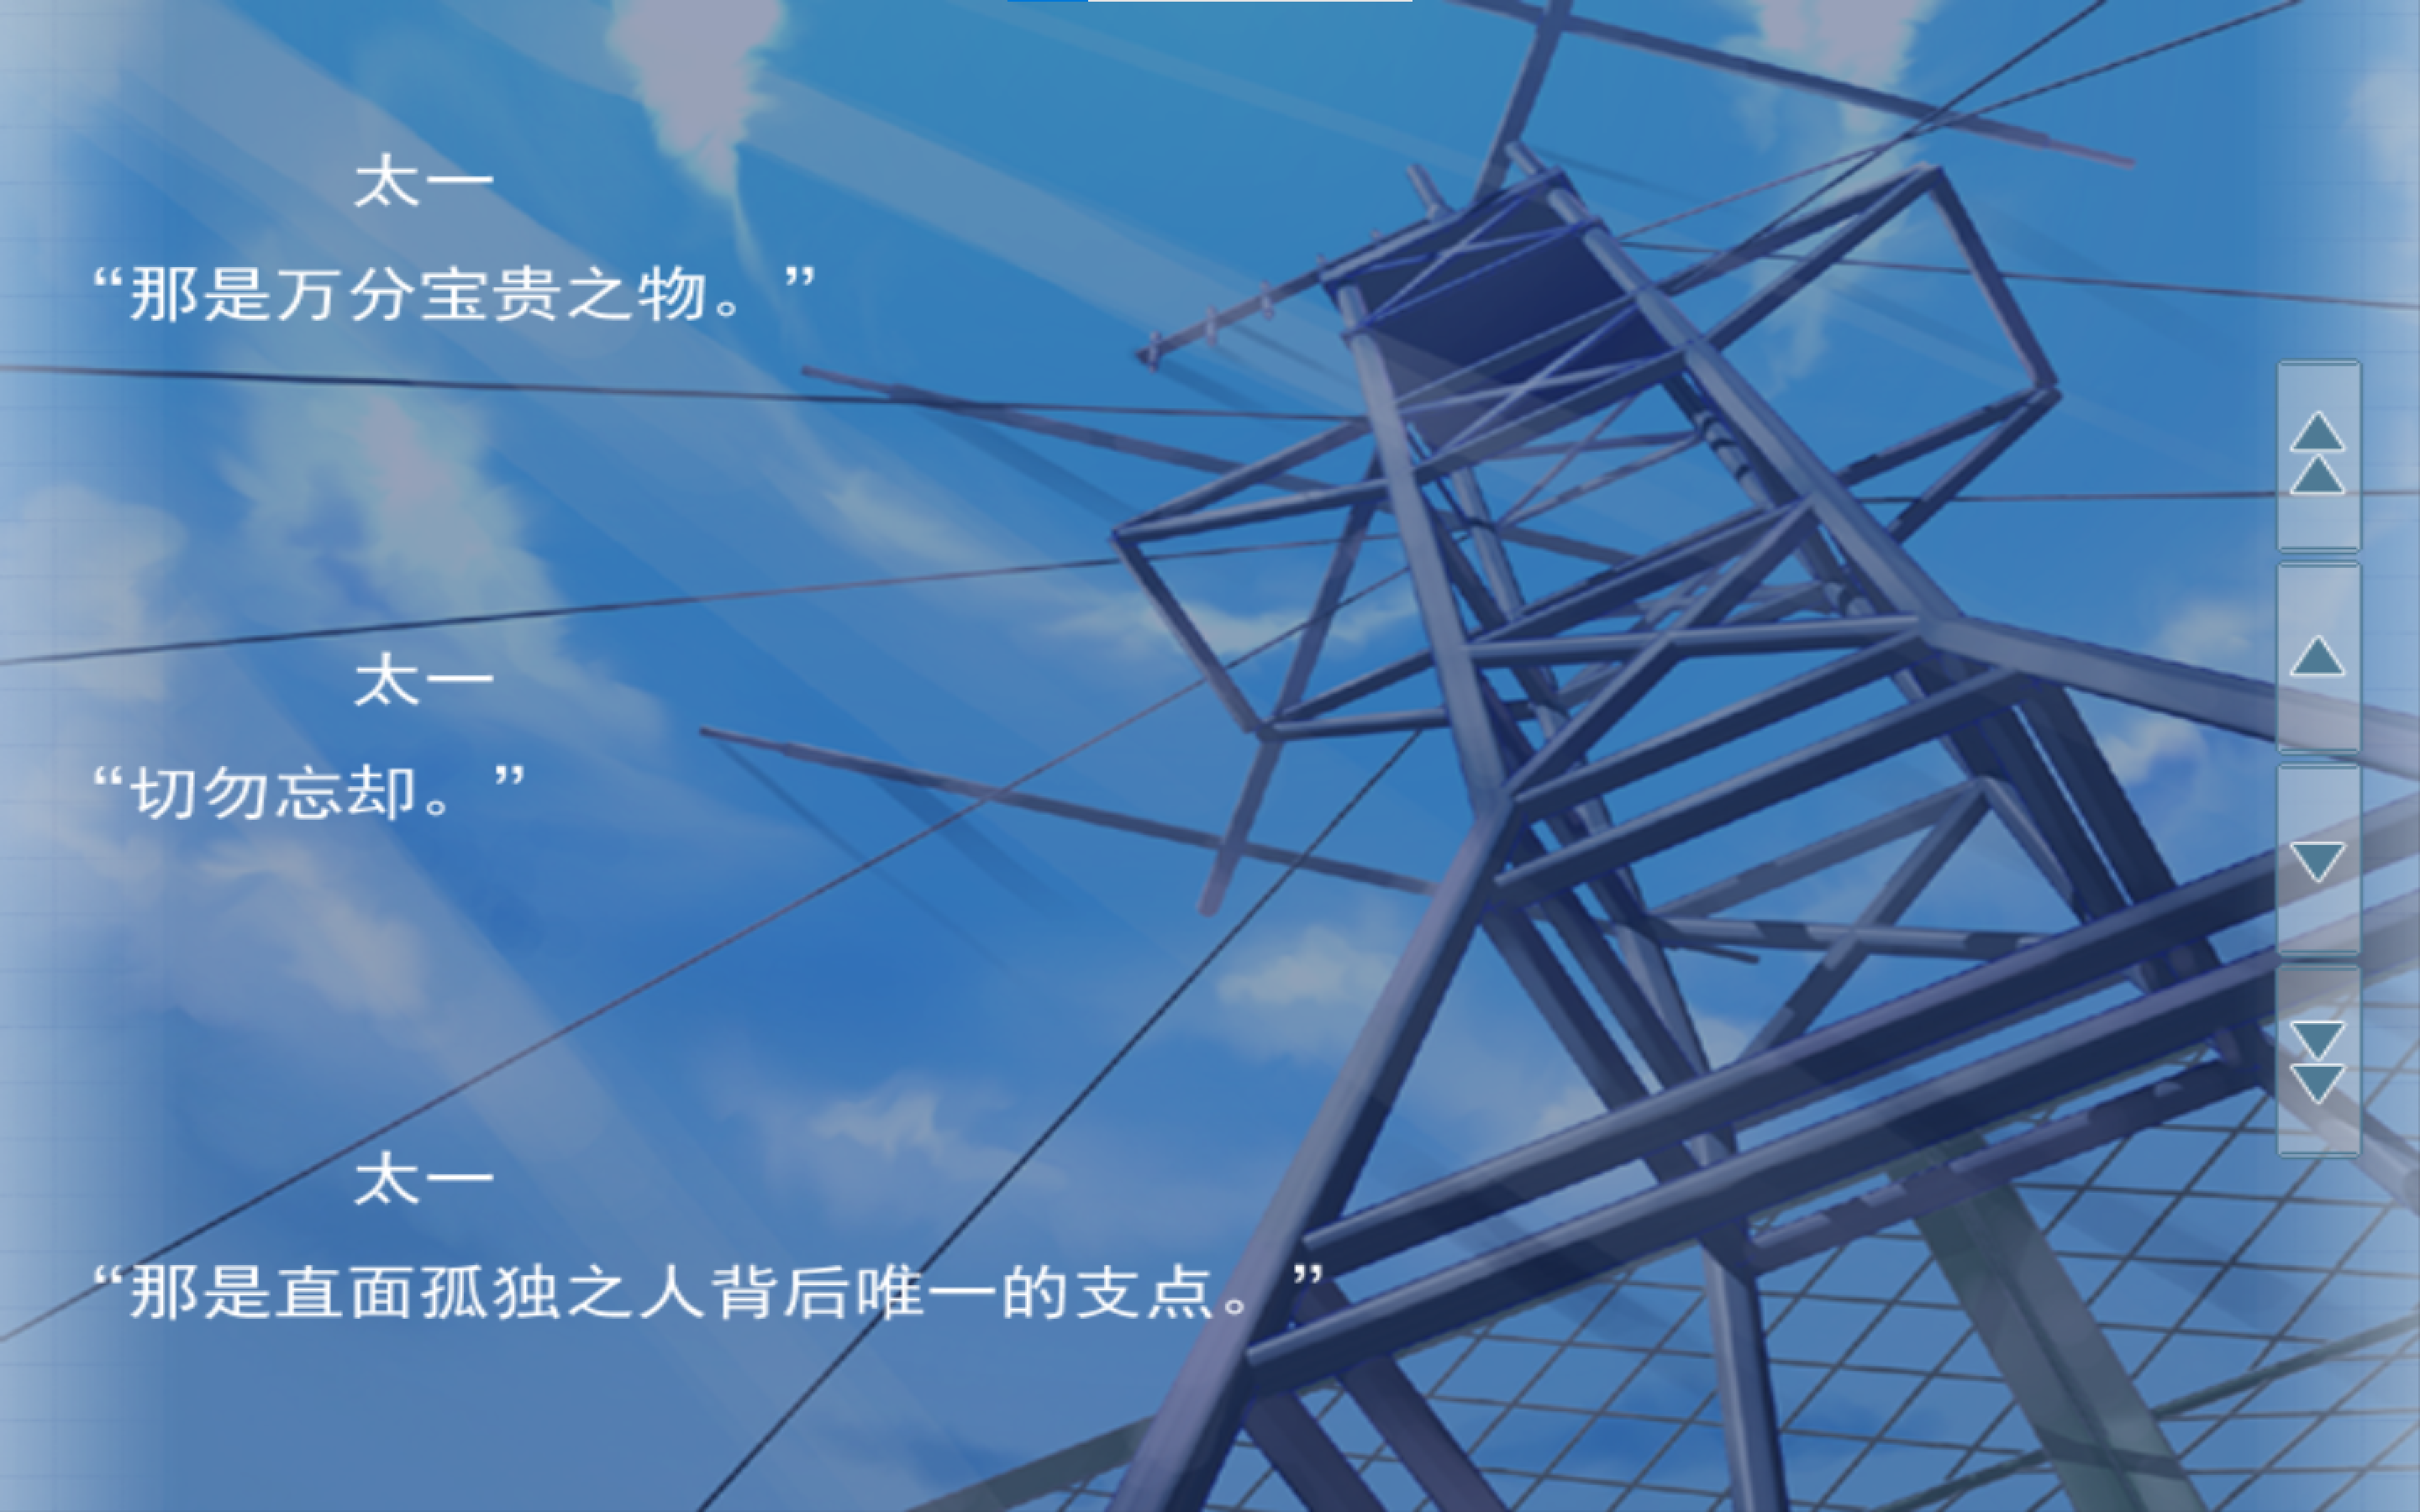 太一
“那是万分宝贵之物。”
太一
“切勿忘却。”
太一
“那是直面孤独之人背后唯一的支点。”